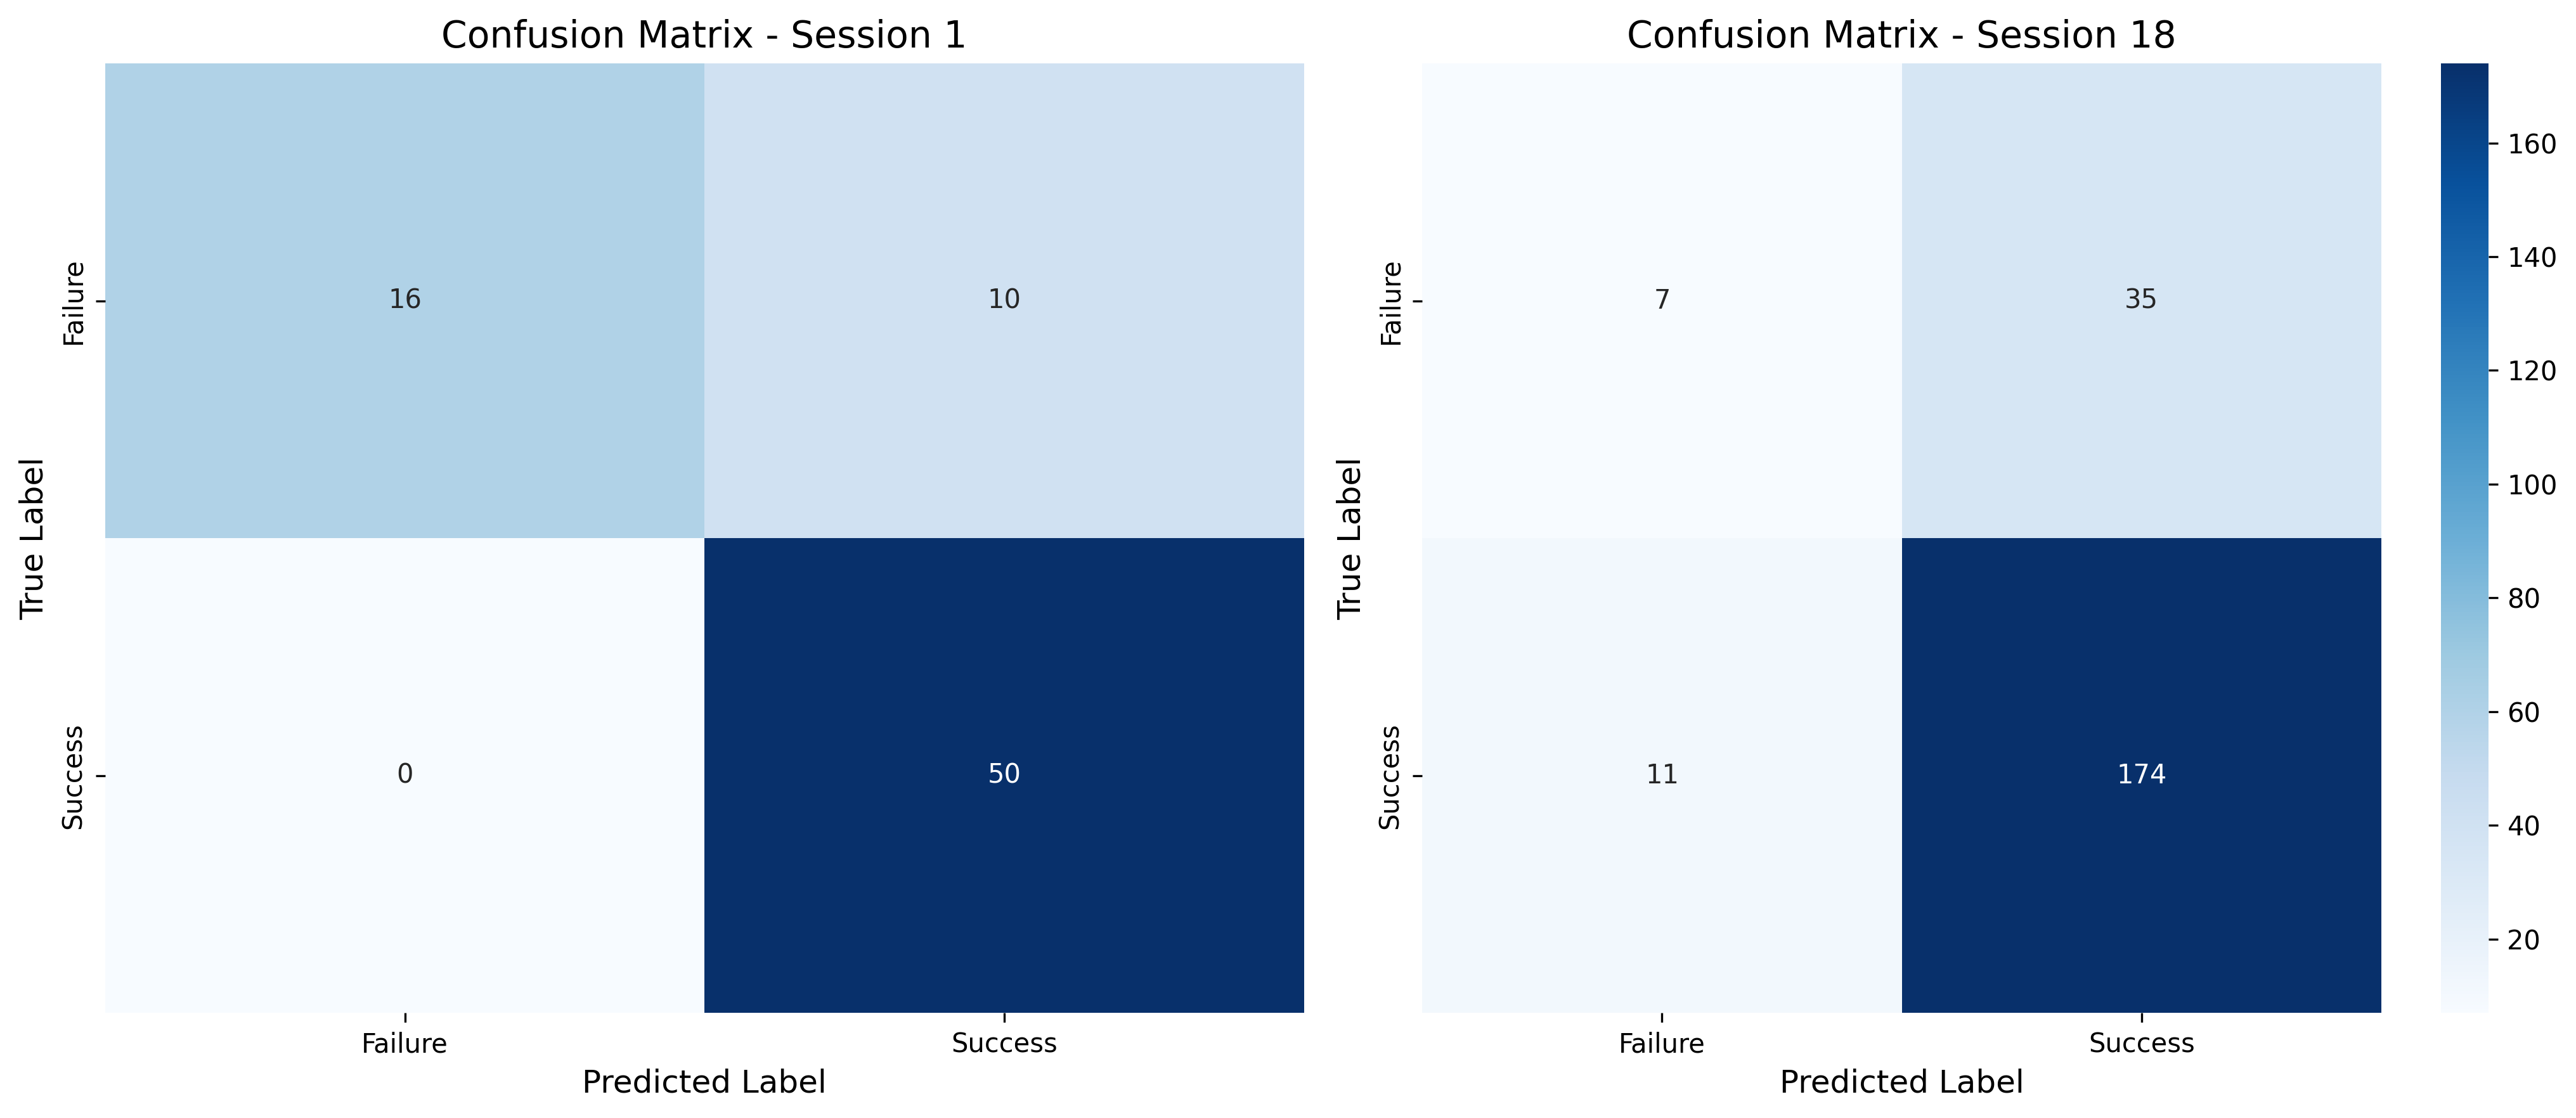 Confusion Matrix - Session 1
True Label
Failure
Success
16
10
0
50
Failure
Success
Predicted Label
Confusion Matrix - Session 18
True Label
Failure
Success
7
35
11
174
Failure
Success
Predicted Label
160
140
120
100
80
60
40
20